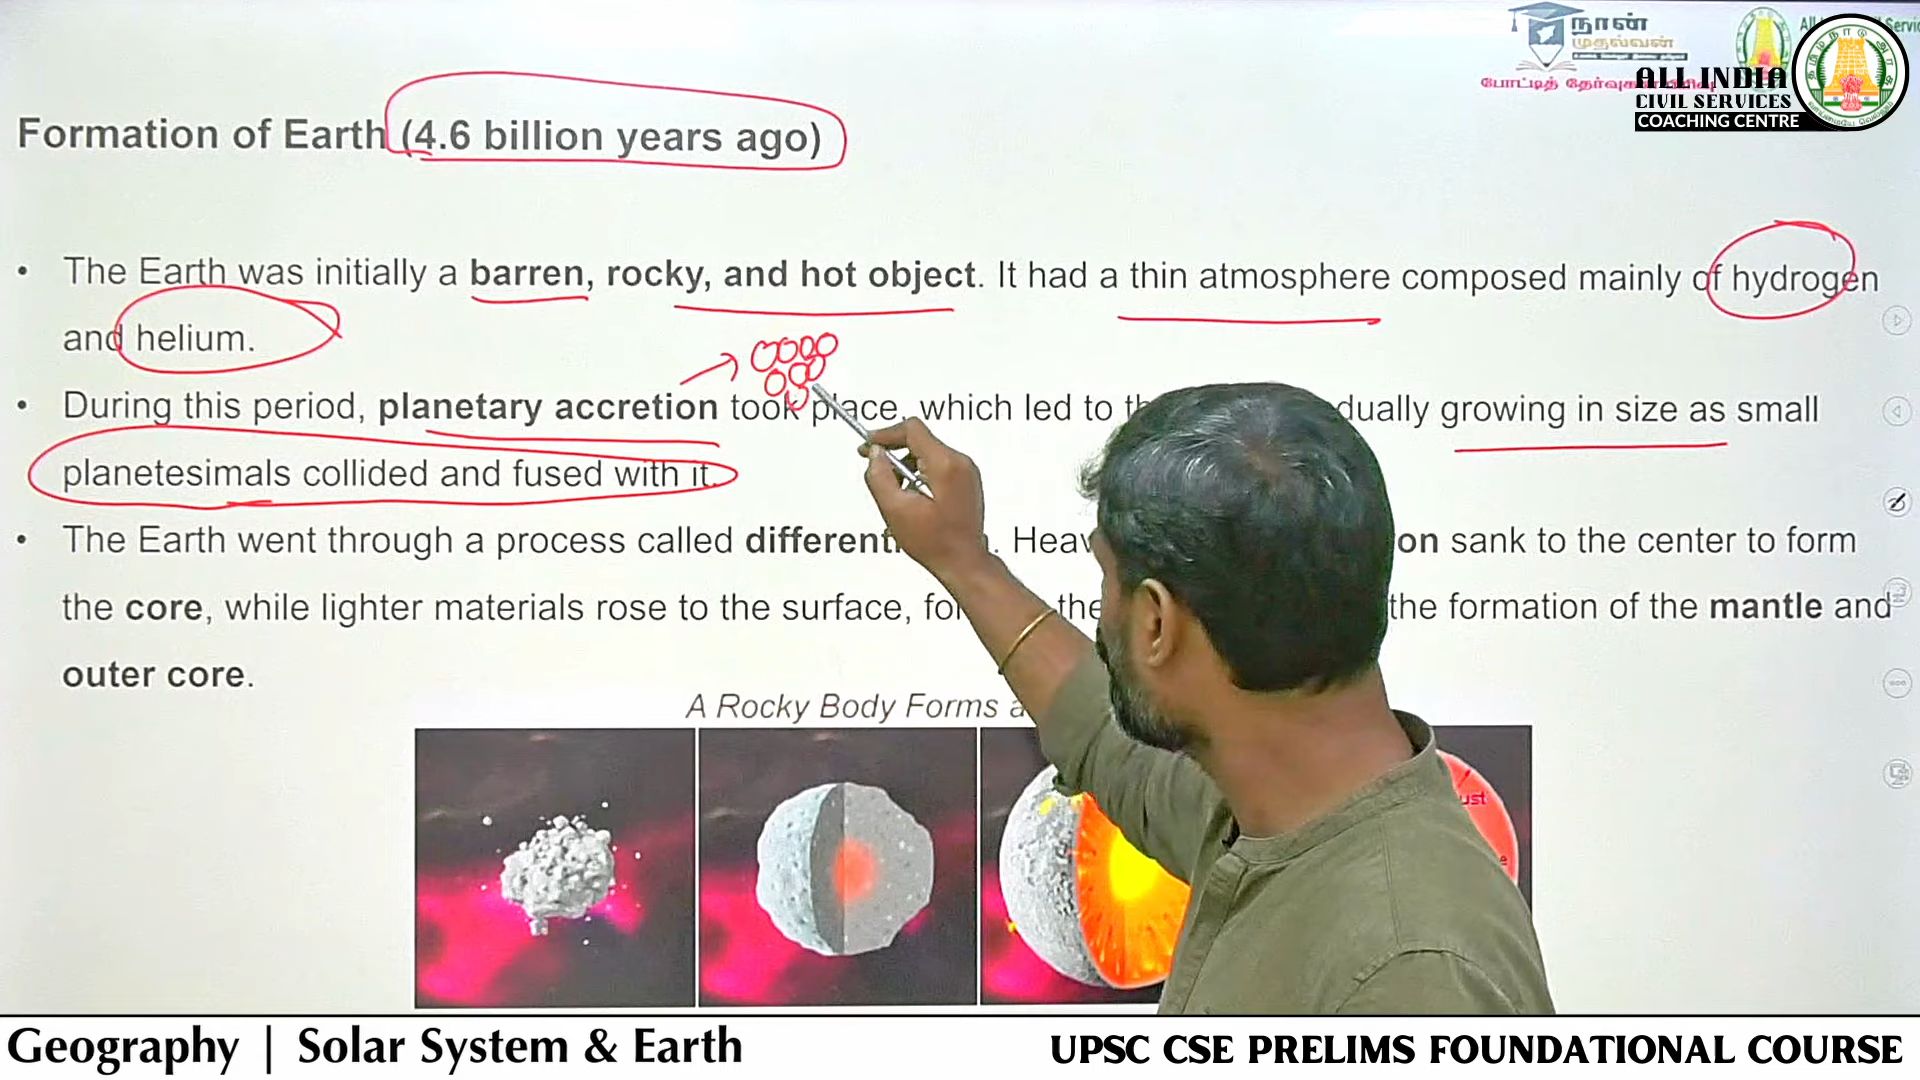 நான்
முதல்வன்
ALL INDIA
CIVIL SERVICES
COACHING CENTRE
Formation of Earth (4.6 billion years ago)
• The Earth was initially a barren, rocky, and hot object. It had a thin atmosphere composed mainly of hydrogen
and helium.
• During this period, planetary accretion took place, which led to growing in size as small
planetesimals collided and fused with it.
• The Earth went through a process called sank to the center to form
the core, while lighter materials rose to the surface, the formation of the mantle and
outer core.
A Rocky Body Forms
Geography | Solar System & Earth
UPSC CSE PRELIMS FOUNDATIONAL COURSE